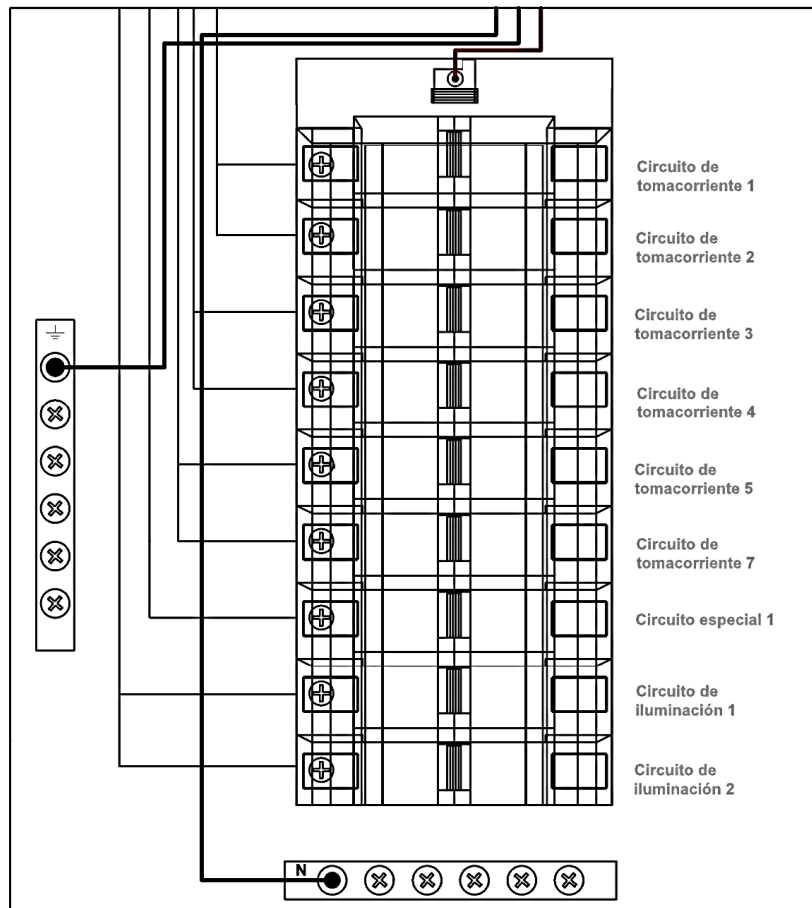 Circuito de
tomacorriente 1
Circuito de
tomacorriente 2
Circuito de
tomacorriente 3
Circuito de
tomacorriente 4
Circuito de
tomacorriente 5
Circuito de
tomacorriente 7
Circuito especial 1
Circuito de
iluminación 1
Circuito de
iluminación 2
N